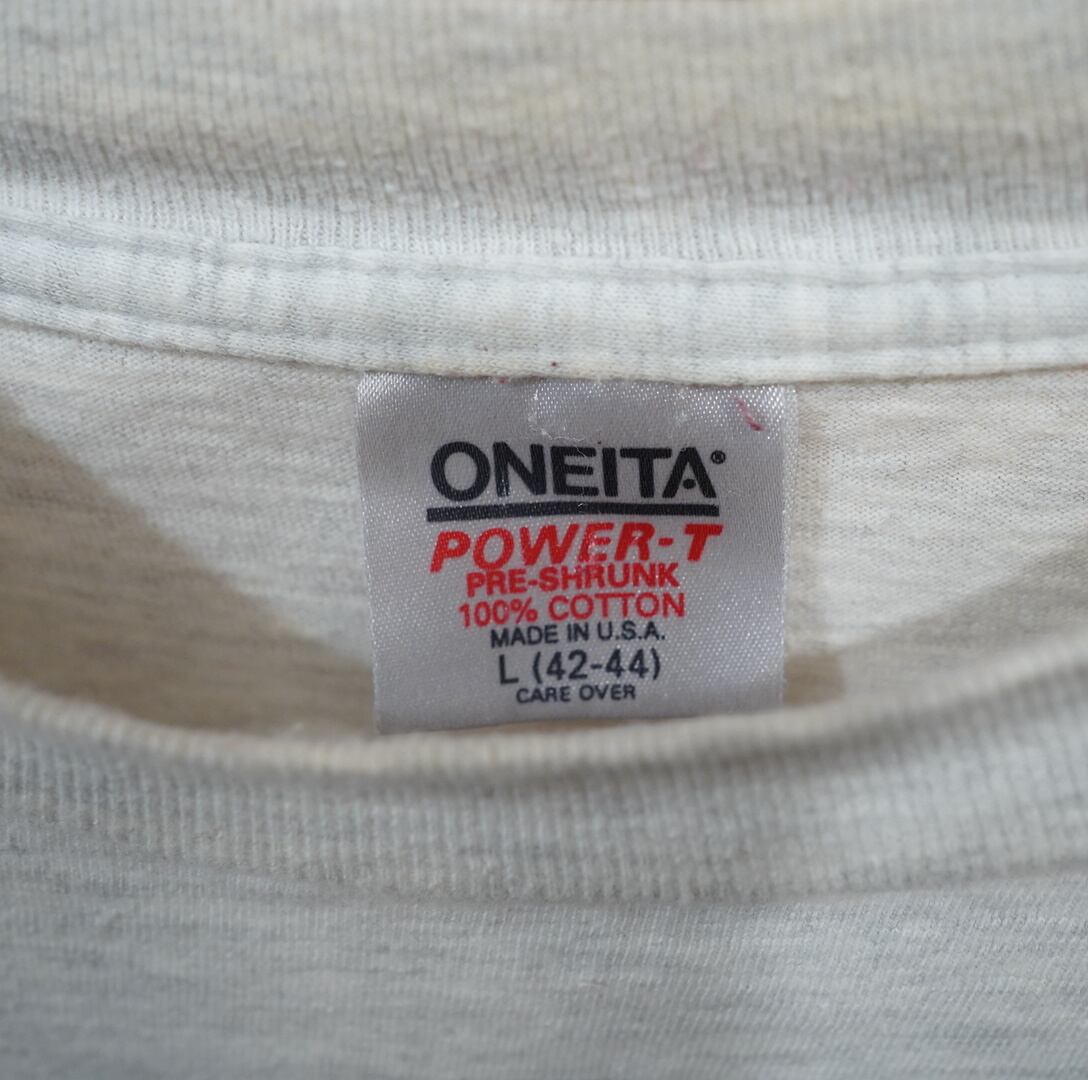 ONEITA®
POWER-T
PRE-SHRUNK
100% COTTON
MADE IN U.S.A.
L (42-44)
CARE OVER